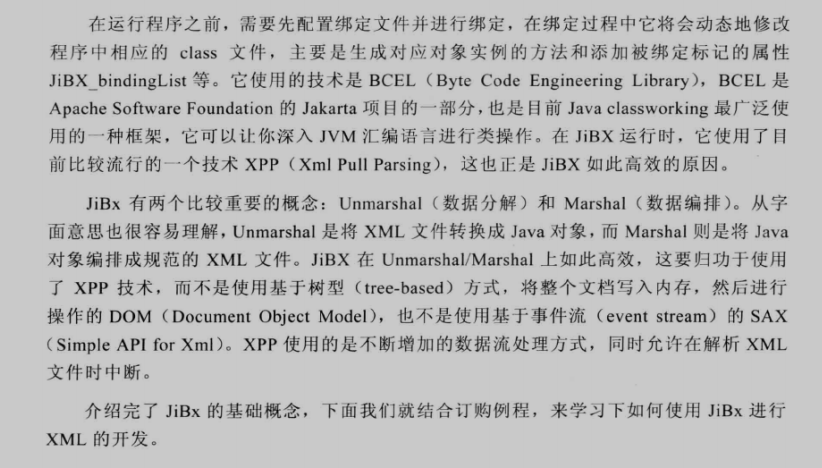 在运行程序之前，需要先配置绑定文件并进行绑定，在绑定过程中它将会动态地修改
程序中相应的 class 文件，主要是生成对应对象实例的方法和添加被绑定标记的属性
JiBX_bindingList 等。它使用的技术是 BCEL（Byte Code Engineering Library），BCEL 是
Apache Software Foundation 的 Jakarta 项目的一部分，也是目前 Java classworking 最广泛使
用的一种框架，它可以让你深入 JVM 汇编语言进行类操作。在 JiBX 运行时，它使用了目
前比较流行的一个技术 XPP（Xml Pull Parsing），这也正是 JiBX 如此高效的原因。
JiBx 有两个比较重要的概念：Unmarshal（数据分解）和 Marshal（数据编排）。从字
面意思也很容易理解，Unmarshal 是将 XML 文件转换成 Java 对象，而 Marshal 则是将 Java
对象编排成规范的 XML 文件。JiBX 在 Unmarshal/Marshal 上如此高效，这要归功于使用
了 XPP 技术，而不是使用基于树型（tree-based）方式，将整个文档写入内存，然后进行
操作的 DOM（Document Object Model），也不是使用基于事件流（event stream）的 SAX
（Simple API for Xml）。XPP 使用的是不断增加的数据流处理方式，同时允许在解析 XML
文件时中断。
介绍完了 JiBx 的基础概念，下面我们就结合订购例程，来学习下如何使用 JiBx 进行
XML 的开发。